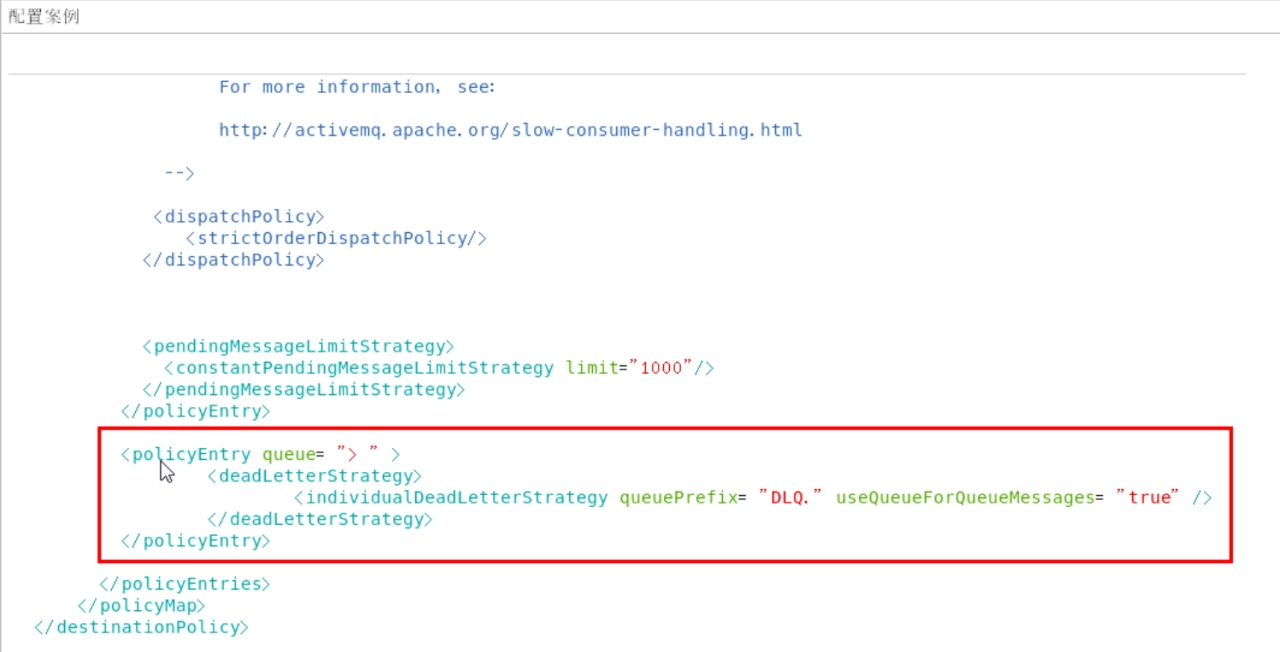 配置案例
For more information, see:
http://activemq.apache.org/slow-consumer-handling.html
-->
<dispatchPolicy>
<strictOrderDispatchPolicy/>
</dispatchPolicy>
<pendingMessageLimitStrategy>
<constantPendingMessageLimitStrategy limit="1000"/>
</pendingMessageLimitStrategy>
</policyEntry>
<policyEntry queue= "> " >
<deadLetterStrategy>
<individualDeadLetterStrategy queuePrefix= "DLQ." useQueueForQueueMessages= "true" />
</deadLetterStrategy>
</policyEntry>
</policyEntries>
</policyMap>
</destinationPolicy>